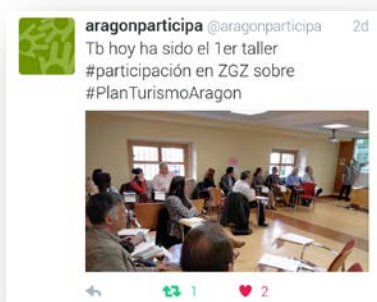 aragonparticipa @aragonparticipa 2d
Tb hoy ha sido el 1er taller
#participación en ZGZ sobre
#PlanTurismoAragon
1 2